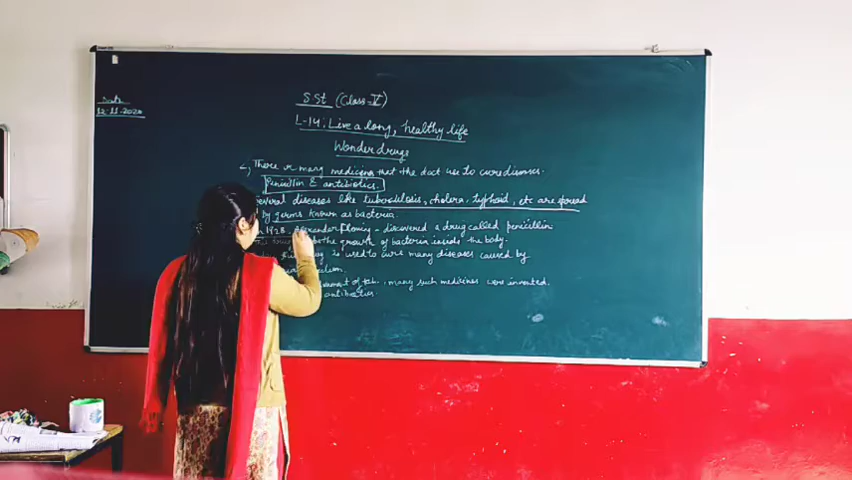 Date
12-11-2020
SSt (Class-V)
L-14: Live a long, healthy life
Wonder drugs
There r many medicines that the doct use to cure diseases.
Penicillin & antibiotics.
Several diseases like tuberculosis, cholera, typhoid, etc are spread
by germs known as bacteria.
in 1928. Alexander Fleming - discovered a drug called penicillin
the growth of bacteria inside the body.
is used to cure many diseases caused by
of pen. many such medicines were invented.
antibiotics.